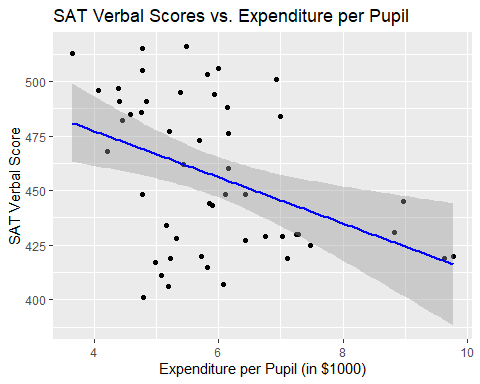 SAT Verbal Scores vs. Expenditure per Pupil
SAT Verbal Score
500
475
450
425
400
4 6 8 10
Expenditure per Pupil (in $1000)